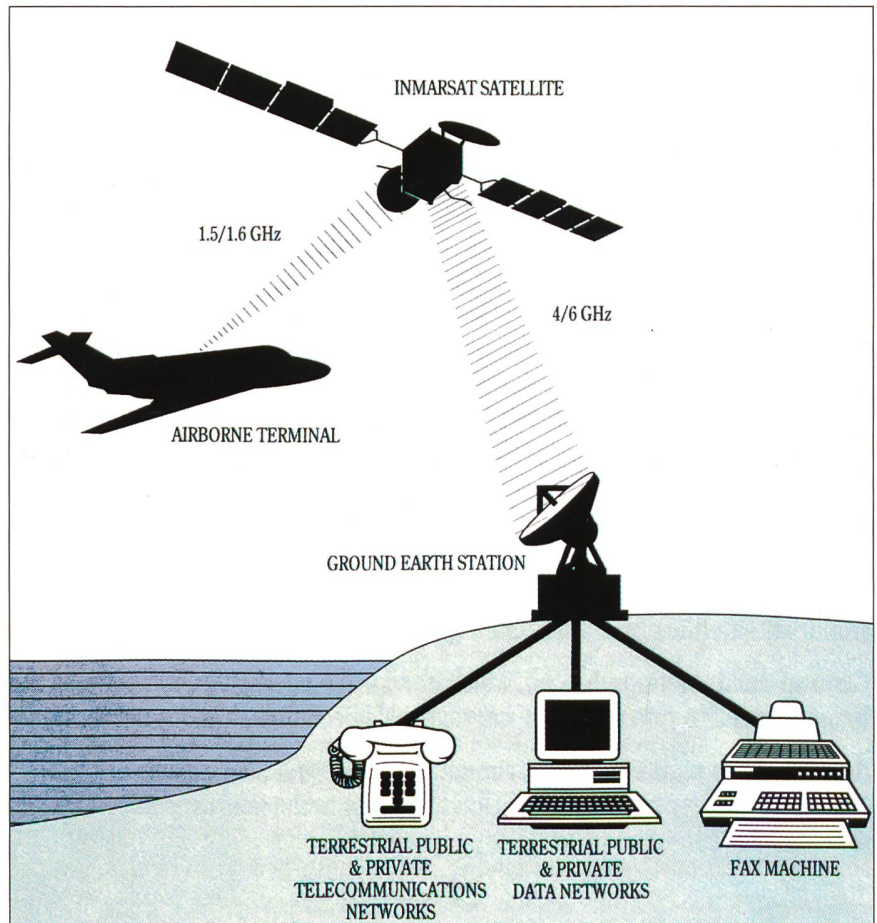 INMARSAT SATELLITE
1.5/1.6 GHz
4/6 GHz
AIRBORNE TERMINAL
GROUND EARTH STATION
TERRESTRIAL PUBLIC
& PRIVATE
TELECOMMUNICATIONS
NETWORKS
TERRESTRIAL PUBLIC
& PRIVATE
DATA NETWORKS
FAX MACHINE